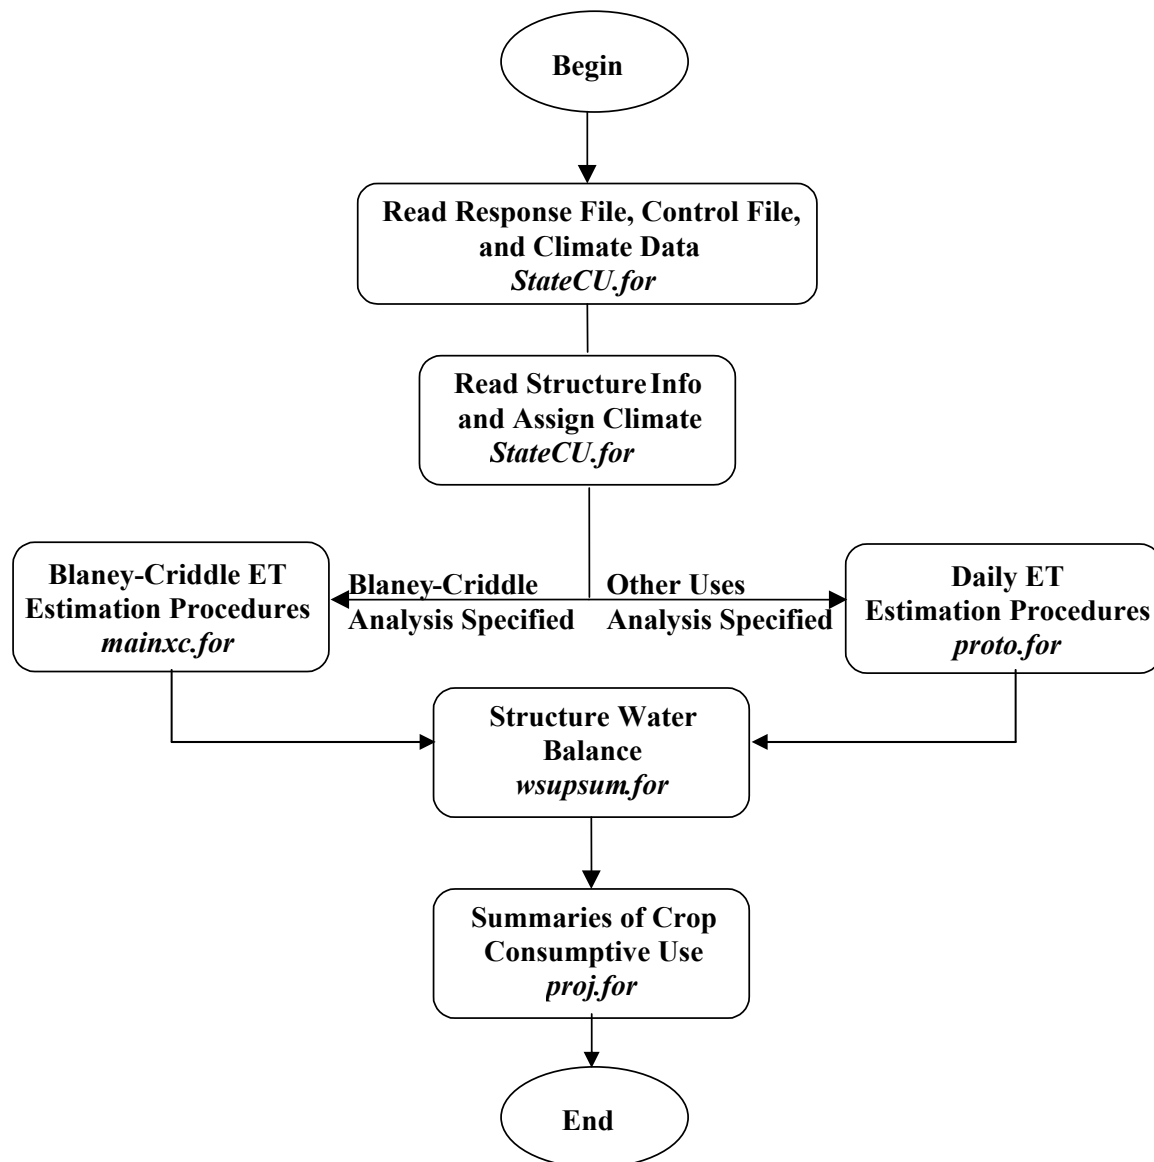 Begin
Read Response File, Control File,
and Climate Data
StateCU.for
Read Structure Info
and Assign Climate
StateCU.for
Blaney-Criddle ET
Estimation Procedures
mainxc.for
Blaney-Criddle
Analysis Specified
Other Uses
Analysis Specified
Daily ET
Estimation Procedures
proto.for
Structure Water
Balance
wsupsum.for
Summaries of Crop
Consumptive Use
proj.for
End